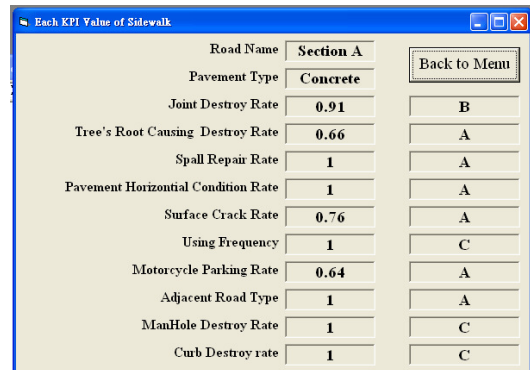 Each KPI Value of Sidewalk
Road Name Section A
Back to Menu
Pavement Type Concrete
Joint Destroy Rate 0.91 B
Tree's Root Causing Destroy Rate 0.66 A
Spall Repair Rate 1 A
Pavement Horizontial Condition Rate 1 A
Surface Crack Rate 0.76 A
Using Frequency 1 C
Motorcycle Parking Rate 0.64 A
Adjacent Road Type 1 A
ManHole Destroy Rate 1 C
Curb Destroy rate 1 C